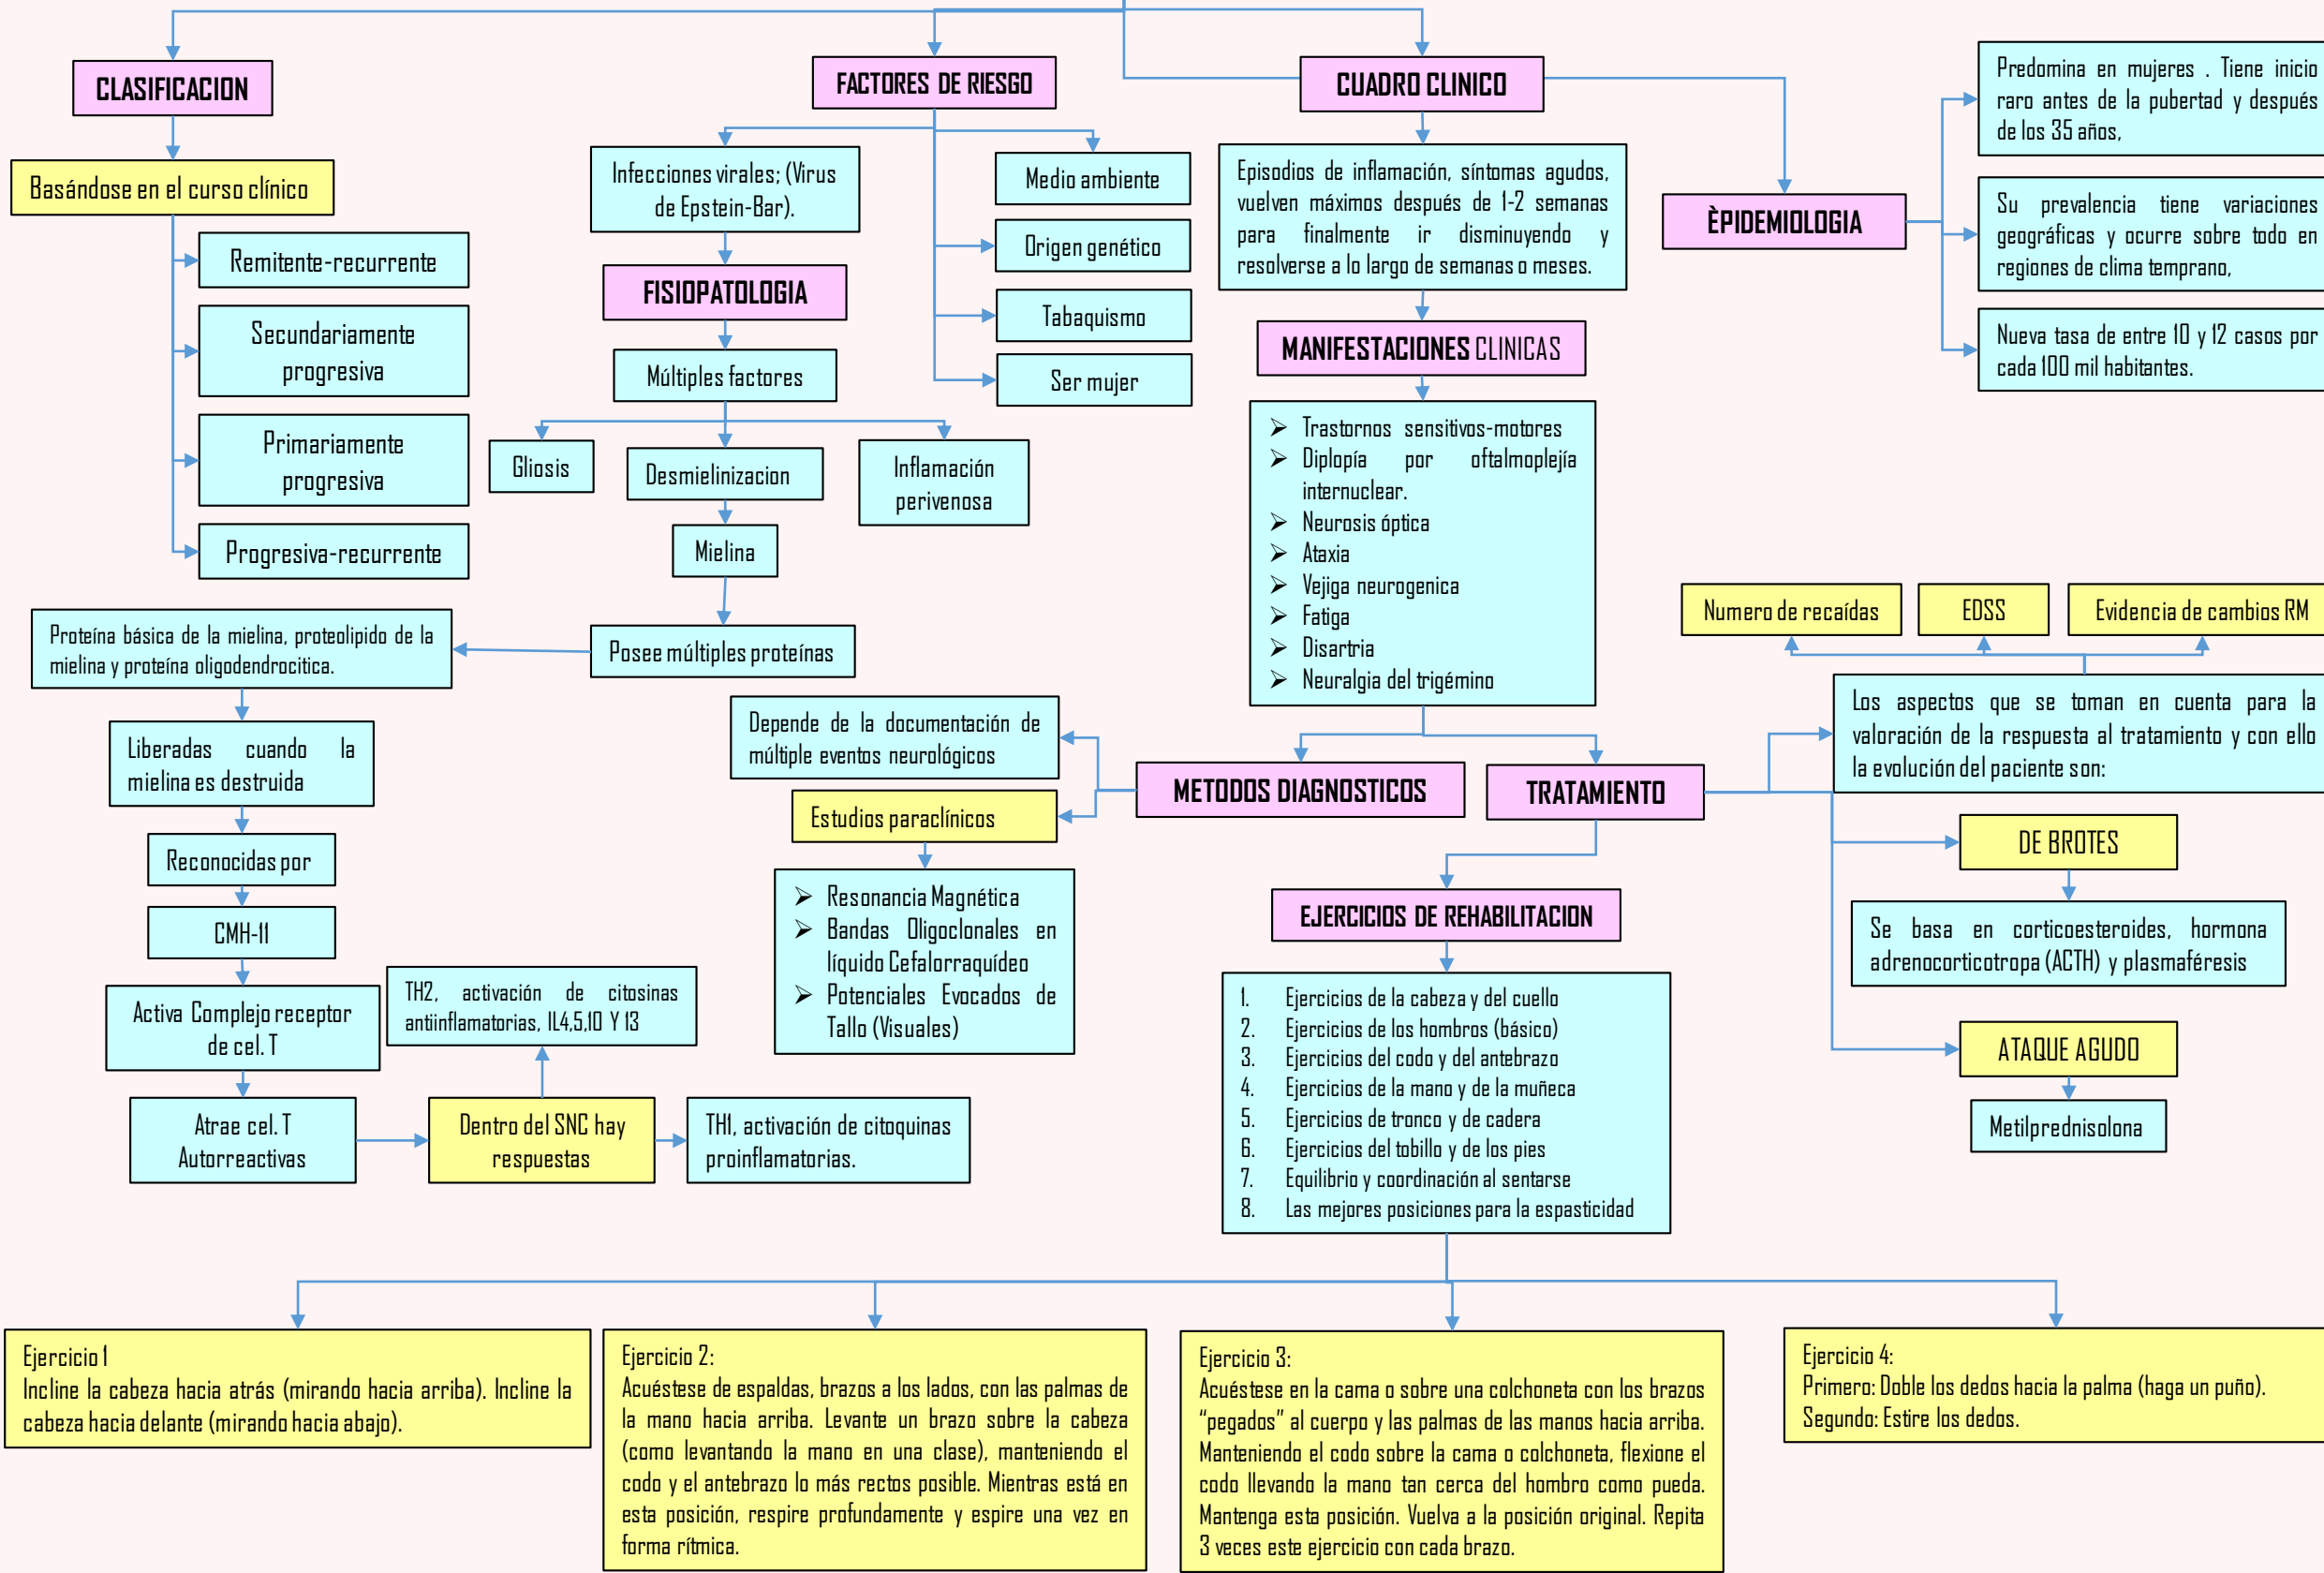 CLASIFICACION
Basándose en el curso clínico
Remitente-recurrente
Secundariamente
progresiva
Primariamente
progresiva
Progresiva-recurrente
FACTORES DE RIESGO
Infecciones virales; (Virus
de Epstein-Bar).
Medio ambiente
Origen genético
Tabaquismo
Ser mujer
FISIOPATOLOGIA
Múltiples factores
Gliosis
Desmielinizacion
Inflamación
perivenosa
Mielina
Posee múltiples proteínas
Proteína básica de la mielina, proteolipido de la
mielina y proteína oligodendrocitica.
Liberadas cuando la
mielina es destruida
Reconocidas por
CMH-11
Activa Complejo receptor
de cel. T
Atrae cel. T
Autorreactivas
Dentro del SNC hay
respuestas
TH2, activación de citosinas
antiinflamatorias, IL4,5,10 Y 13
TH1, activación de citoquinas
proinflamatorias.
CUADRO CLINICO
Episodios de inflamación, síntomas agudos,
vuelven máximos después de 1-2 semanas
para finalmente ir disminuyendo y
resolverse a lo largo de semanas o meses.
MANIFESTACIONES CLINICAS
➢ Trastornos sensitivos-motores
➢ Diplopía por oftalmoplejía
internuclear.
➢ Neurosis óptica
➢ Ataxia
➢ Vejiga neurogenica
➢ Fatiga
➢ Disartria
➢ Neuralgia del trigémino
ÈPIDEMIOLOGIA
Predomina en mujeres . Tiene inicio
raro antes de la pubertad y después
de los 35 años,
Su prevalencia tiene variaciones
geográficas y ocurre sobre todo en
regiones de clima temprano,
Nueva tasa de entre 10 y 12 casos por
cada 100 mil habitantes.
METODOS DIAGNOSTICOS
Depende de la documentación de
múltiple eventos neurológicos
Estudios paraclínicos
➢ Resonancia Magnética
➢ Bandas Oligoclonales en
líquido Cefalorraquídeo
➢ Potenciales Evocados de
Tallo (Visuales)
TRATAMIENTO
Numero de recaídas
EDSS
Evidencia de cambios RM
Los aspectos que se toman en cuenta para la
valoración de la respuesta al tratamiento y con ello
la evolución del paciente son:
DE BROTES
Se basa en corticoesteroides, hormona
adrenocorticotropa (ACTH) y plasmaféresis
ATAQUE AGUDO
Metilprednisolona
EJERCICIOS DE REHABILITACION
1. Ejercicios de la cabeza y del cuello
2. Ejercicios de los hombros (básico)
3. Ejercicios del codo y del antebrazo
4. Ejercicios de la mano y de la muñeca
5. Ejercicios de tronco y de cadera
6. Ejercicios del tobillo y de los pies
7. Equilibrio y coordinación al sentarse
8. Las mejores posiciones para la espasticidad
Ejercicio 1
Incline la cabeza hacia atrás (mirando hacia arriba). Incline la
cabeza hacia delante (mirando hacia abajo).
Ejercicio 2:
Acuéstese de espaldas, brazos a los lados, con las palmas de
la mano hacia arriba. Levante un brazo sobre la cabeza
(como levantando la mano en una clase), manteniendo el
codo y el antebrazo lo más rectos posible. Mientras está en
esta posición, respire profundamente y espire una vez en
forma rítmica.
Ejercicio 3:
Acuéstese en la cama o sobre una colchoneta con los brazos
“pegados” al cuerpo y las palmas de las manos hacia arriba.
Manteniendo el codo sobre la cama o colchoneta, flexione el
codo llevando la mano tan cerca del hombro como pueda.
Mantenga esta posición. Vuelva a la posición original. Repita
3 veces este ejercicio con cada brazo.
Ejercicio 4:
Primero: Doble los dedos hacia la palma (haga un puño).
Segundo: Estire los dedos.